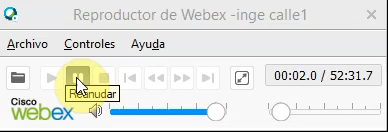 Reproductor de Webex -inge calle1
Archivo Controles Ayuda
00:02.0 / 52:31.7
Reanudar
Cisco
webex